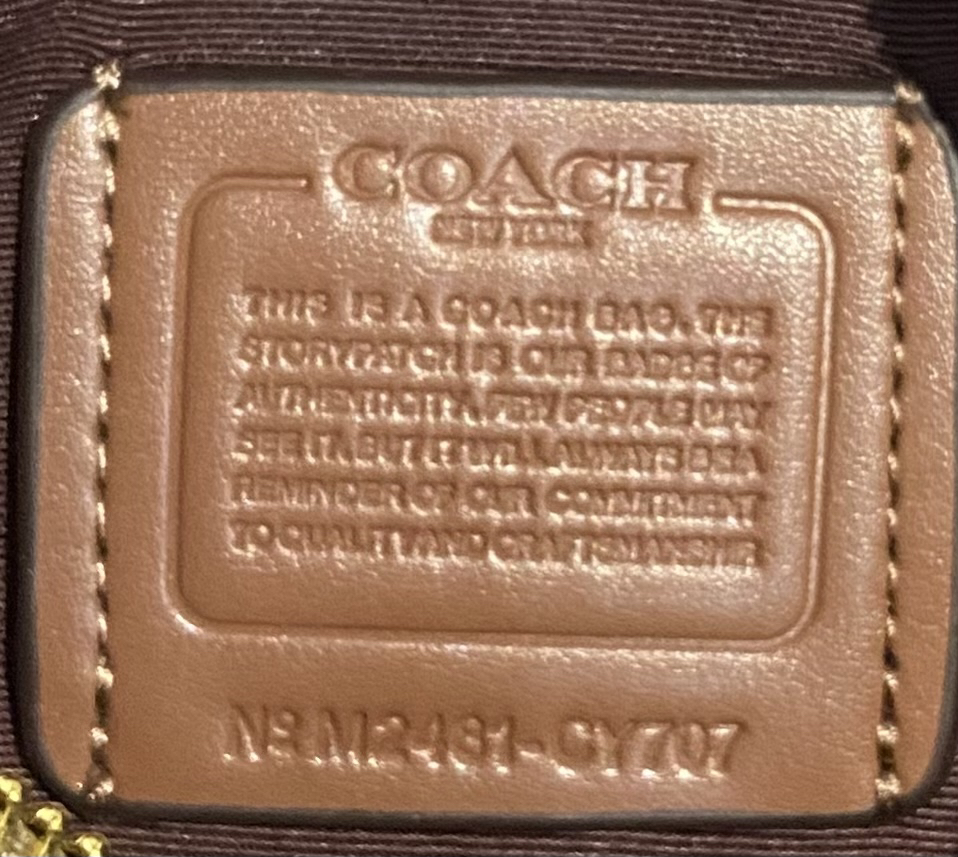 COACH
NEW YORK
THIS IS A COACH BAG. THE
STORYPATCH IS OUR BADGE OF
AUTHENTICITY. FEW PEOPLE MAY
SEE IT, BUT IT WILL ALWAYS BE A
REMINDER OF OUR COMMITMENT
TO QUALITY AND CRAFTSMANSHIP.
Nº M2481-CY707